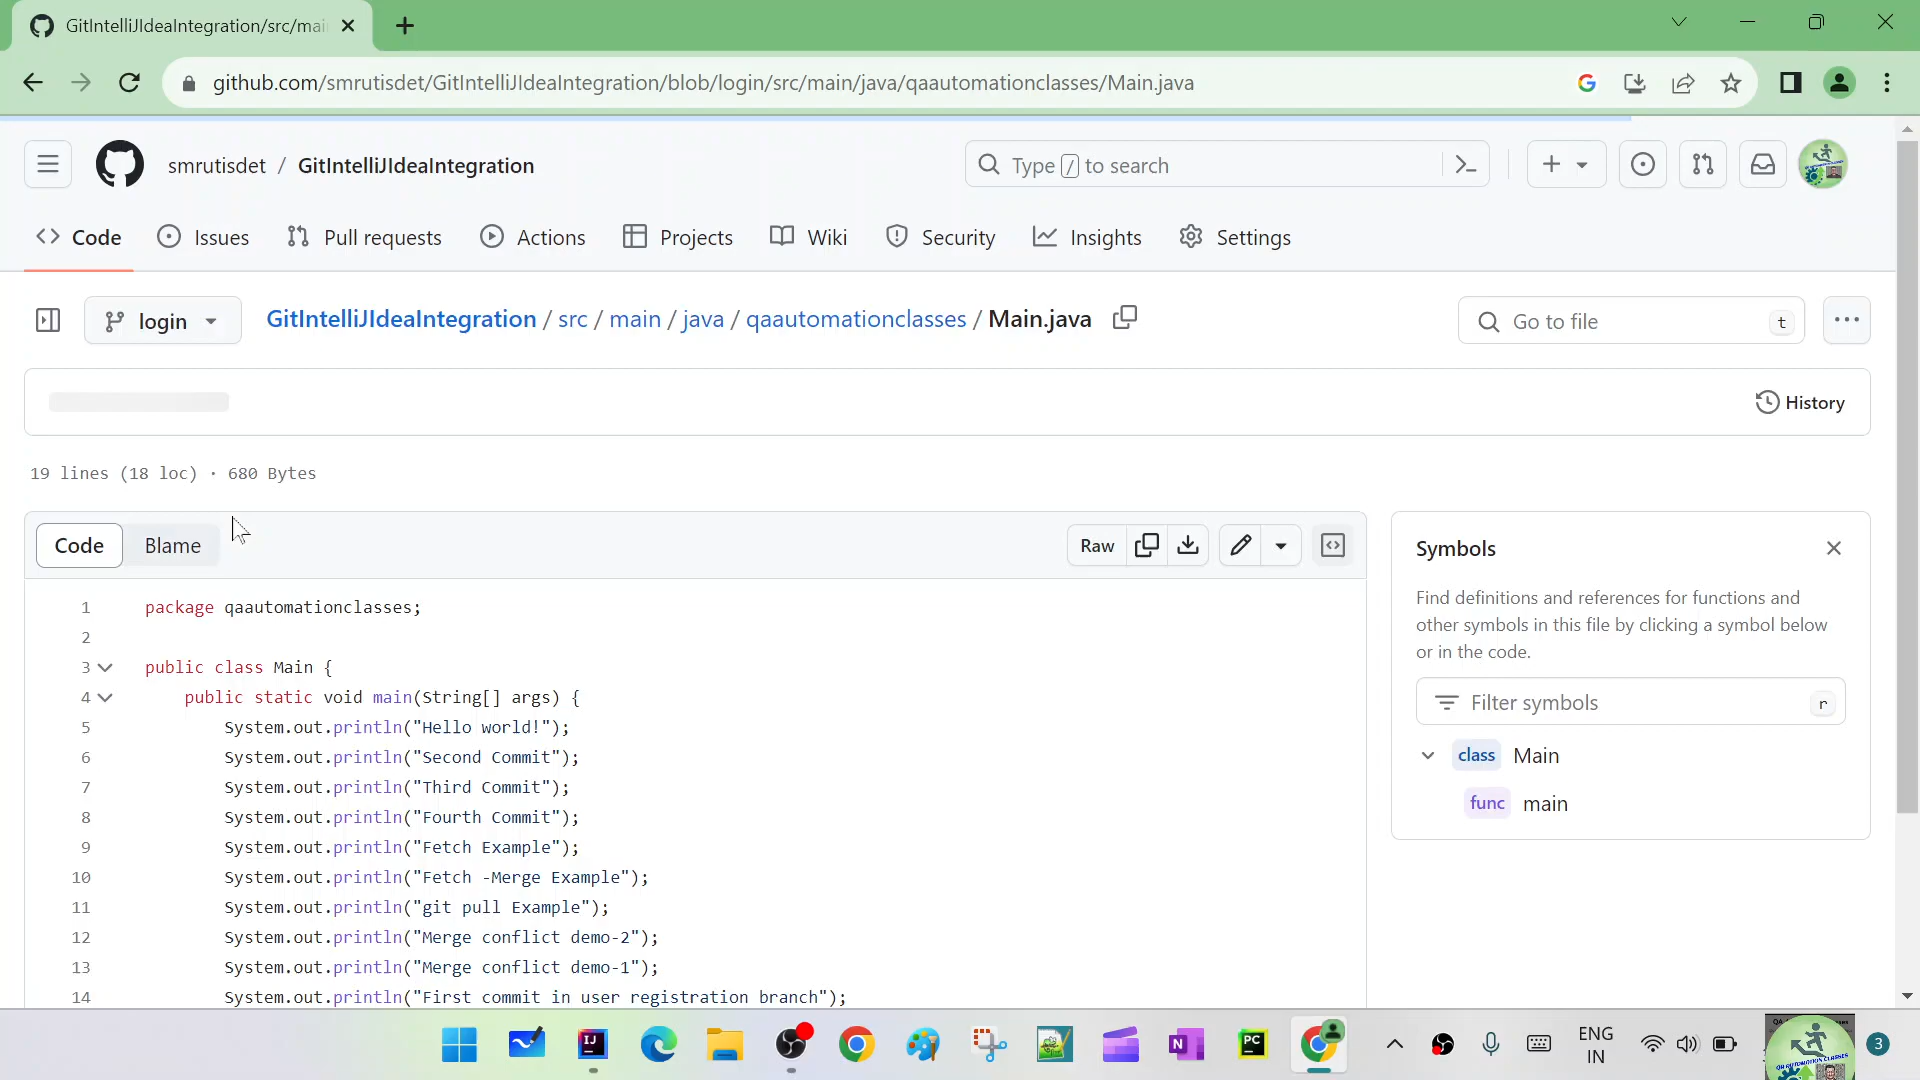 GitIntelliJIdeaIntegration/src/mai
github.com/smrutisdet/GitIntelliJIdeaIntegration/blob/login/src/main/java/qaautomationclasses/Main.java
smrutisdet / GitIntelliJIdeaIntegration
Type / to search
Code Issues Pull requests Actions Projects Wiki Security Insights Settings
login GitIntelliJIdeaIntegration / src / main / java / qaautomationclasses / Main.java
Go to file t
History
19 lines (18 loc) · 680 Bytes
Code Blame Raw
1 package qaautomationclasses;
2
3 public class Main {
4 public static void main(String[] args) {
5 System.out.println("Hello world!");
6 System.out.println("Second Commit");
7 System.out.println("Third Commit");
8 System.out.println("Fourth Commit");
9 System.out.println("Fetch Example");
10 System.out.println("Fetch -Merge Example");
11 System.out.println("git pull Example");
12 System.out.println("Merge conflict demo-2");
13 System.out.println("Merge conflict demo-1");
14 System.out.println("First commit in user registration branch");
Symbols
Find definitions and references for functions and
other symbols in this file by clicking a symbol below
or in the code.
Filter symbols r
class Main
func main
ENG
IN
3